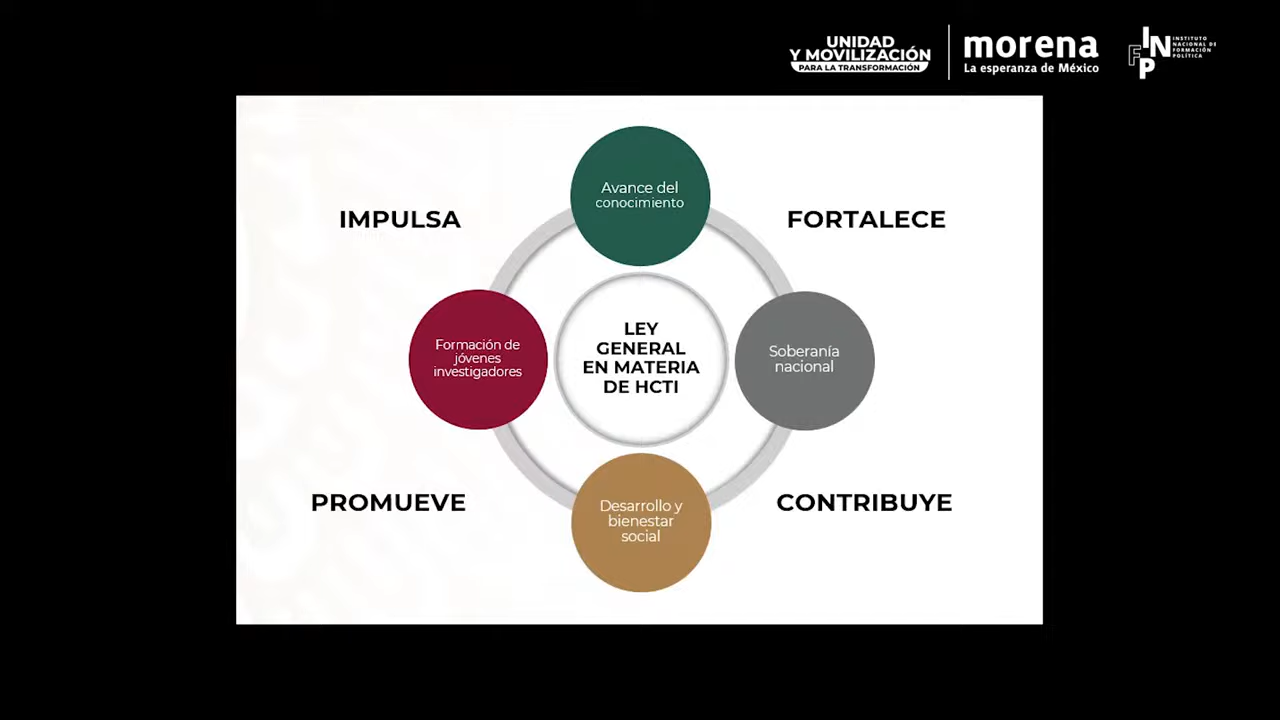 UNIDAD
Y MOVILIZACIÓN
PARA LA TRANSFORMACIÓN
morena
La esperanza de México
INFP
INSTITUTO
NACIONAL DE
FORMACIÓN
POLÍTICA
IMPULSA
Avance del
conocimiento
FORTALECE
Formación de
jóvenes
investigadores
LEY
GENERAL
EN MATERIA
DE HCTI
Soberanía
nacional
PROMUEVE
Desarrollo y
bienestar
social
CONTRIBUYE